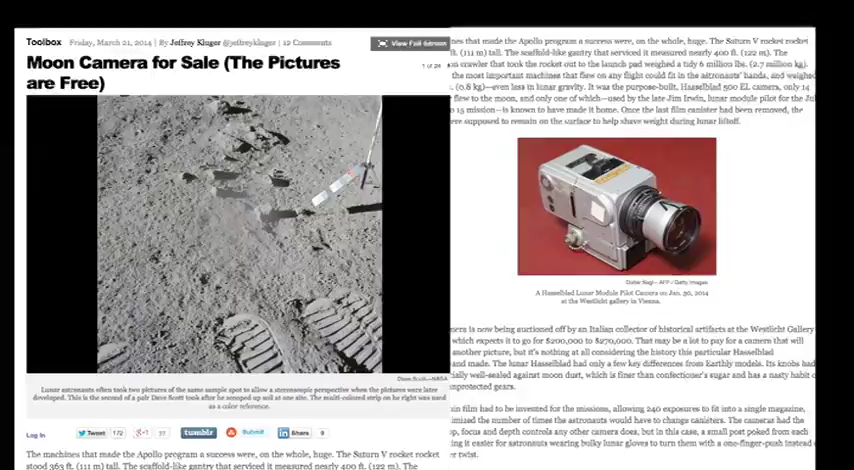 Toolbox Friday, March 21, 2014 | By Jeffrey Kluger @jeffreykluger | 12 Comments
View Full Screen
Moon Camera for Sale (The Pictures
are Free)
1 of 24
Dave Scott—NASA
Lunar astronauts often took two pictures of the same sample spot to allow a stereoscopic perspective when the pictures were later
developed. This is the second of a pair Dave Scott took after he scooped up soil at one site. The multi-colored strip on he right was used
as a color reference.
Log In
Tweet 172 g+1 37 tumblr. Submit in Share 9
The machines that made the Apollo program a success were, on the whole, huge. The Saturn V rocket
stood 363 ft. (111 m) tall. The scaffold-like gantry that serviced it measured nearly 400 ft. (122 m). The
that made the Apollo program a success were, on the whole, huge. The Saturn V rocket rocket
ft. (111 m) tall. The scaffold-like gantry that serviced it measured nearly 400 ft. (122 m).
crawler that took the rocket out to the launch pad weighed a tidy 6 million lbs. (2.7 million kg).
the most important machines that flew on any flight could fit in the astronauts' hands, and weighed
(0.8 kg)—even less in lunar gravity. It was the purpose-built, Hasselblad 500 EL camera, only 14
flew to the moon, and only one of which—used by the late Jim Irwin, lunar module pilot for the
15 mission—is known to have made it home. Once the last film canister had been removed, the
were supposed to remain on the surface to help shave weight during lunar liftoff.
Dieter Nagl—AFP / Getty Images
A Hasselblad Lunar Module Pilot Camera on Jan. 30, 2014
at the Westlicht gallery in Vienna.
is now being auctioned off by an Italian collector of historical artifacts at the Westlicht Gallery
which expects it to go for $200,000 to $270,000. That may be a lot to pay for a camera that will
another picture, but it's nothing at all considering the history this particular Hasselblad
and made. The lunar Hasselblad had only a few key differences from Earthly models. Its knobs had
well-sealed against moon dust, which is finer than confectioner's sugar and has a nasty habit
unprotected gears.
film had to be invented for the missions, allowing 240 exposures to fit into a single magazine,
the number of times the astronauts would have to change canisters. The cameras had the
focus and depth controls any other camera does, but in this case, a small post poked from each
it easier for astronauts wearing bulky lunar gloves to turn them with a one-finger-push instead
twist.